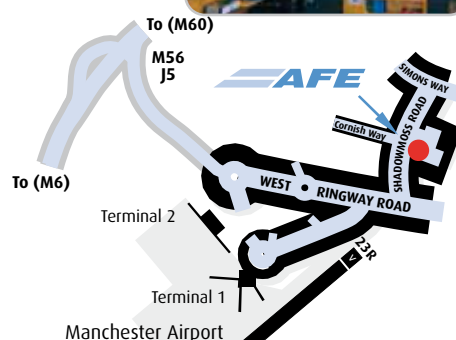 To (M60)
M56
J5
AFE
SIMONS WAY
Cornish Way
SHADOWMOSS ROAD
To (M6)
WEST RINGWAY ROAD
Terminal 2
23R
Terminal 1
Manchester Airport